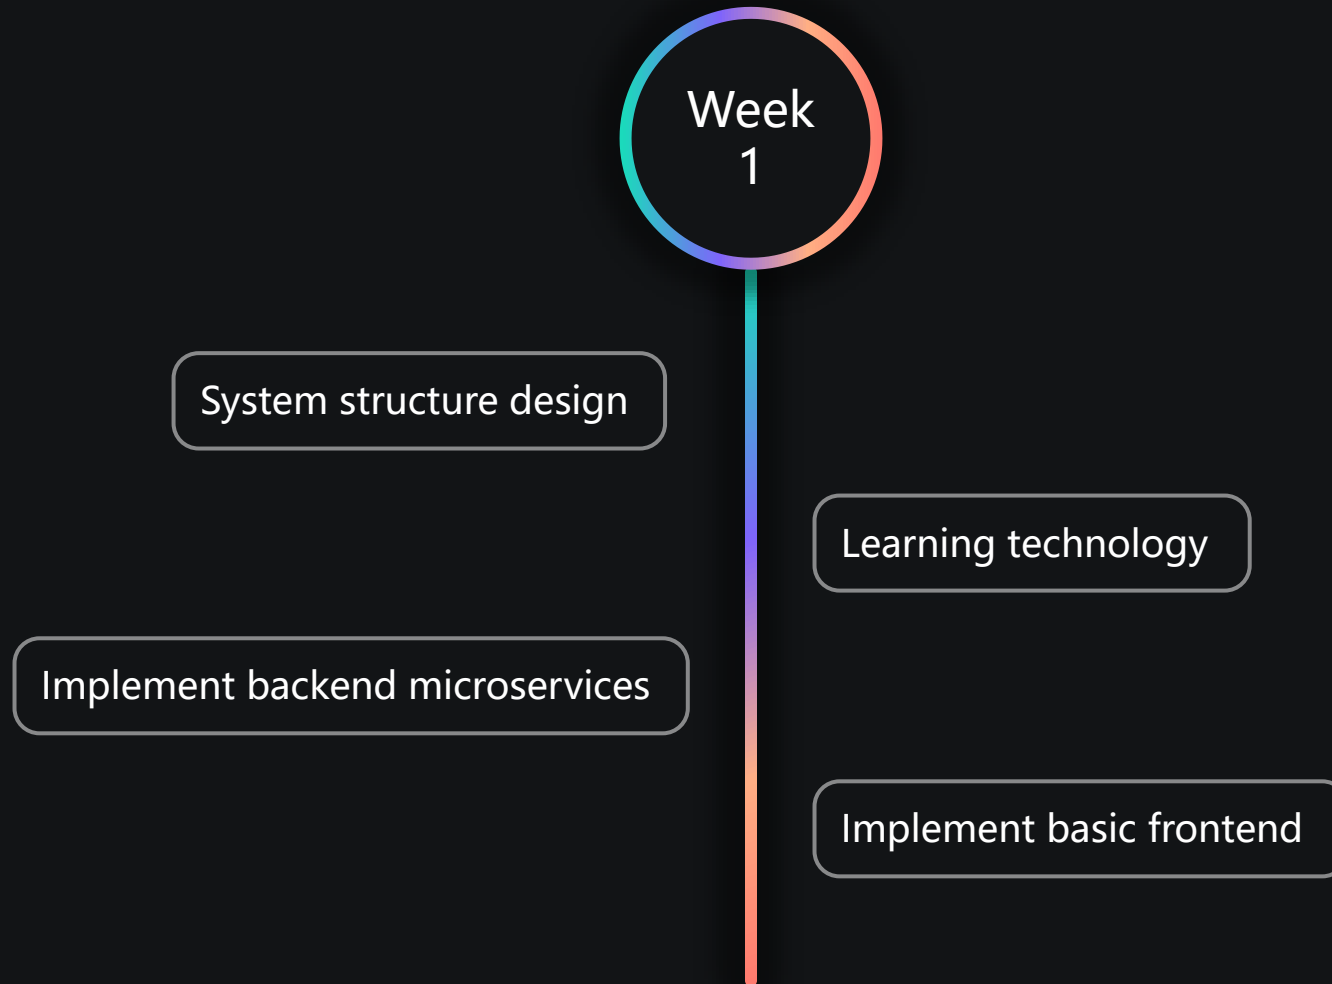 Week
1
System structure design
Learning technology
Implement backend microservices
Implement basic frontend